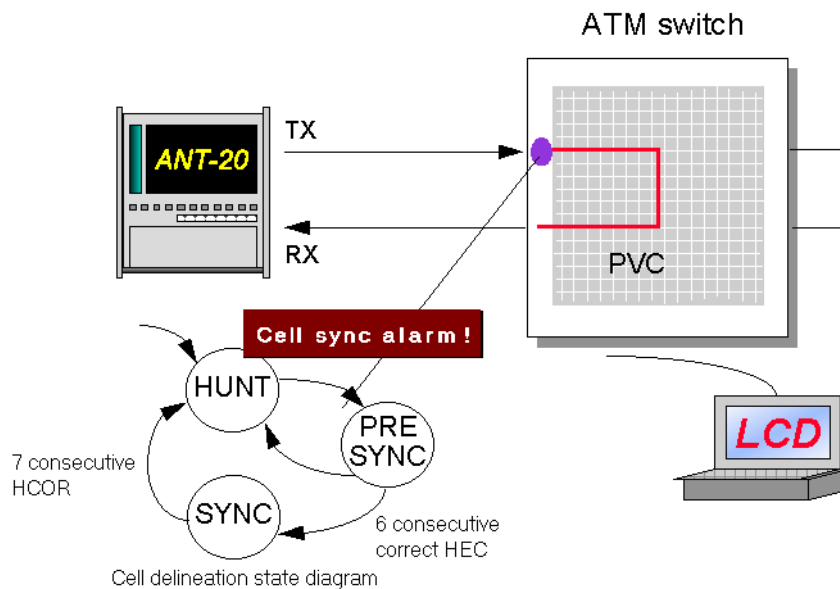 ATM switch
TX
ANT-20
RX
PVC
Cell sync alarm!
HUNT
PRE
SYNC
LCD
7 consecutive
HCOR
SYNC
6 consecutive
correct HEC
Cell delineation state diagram